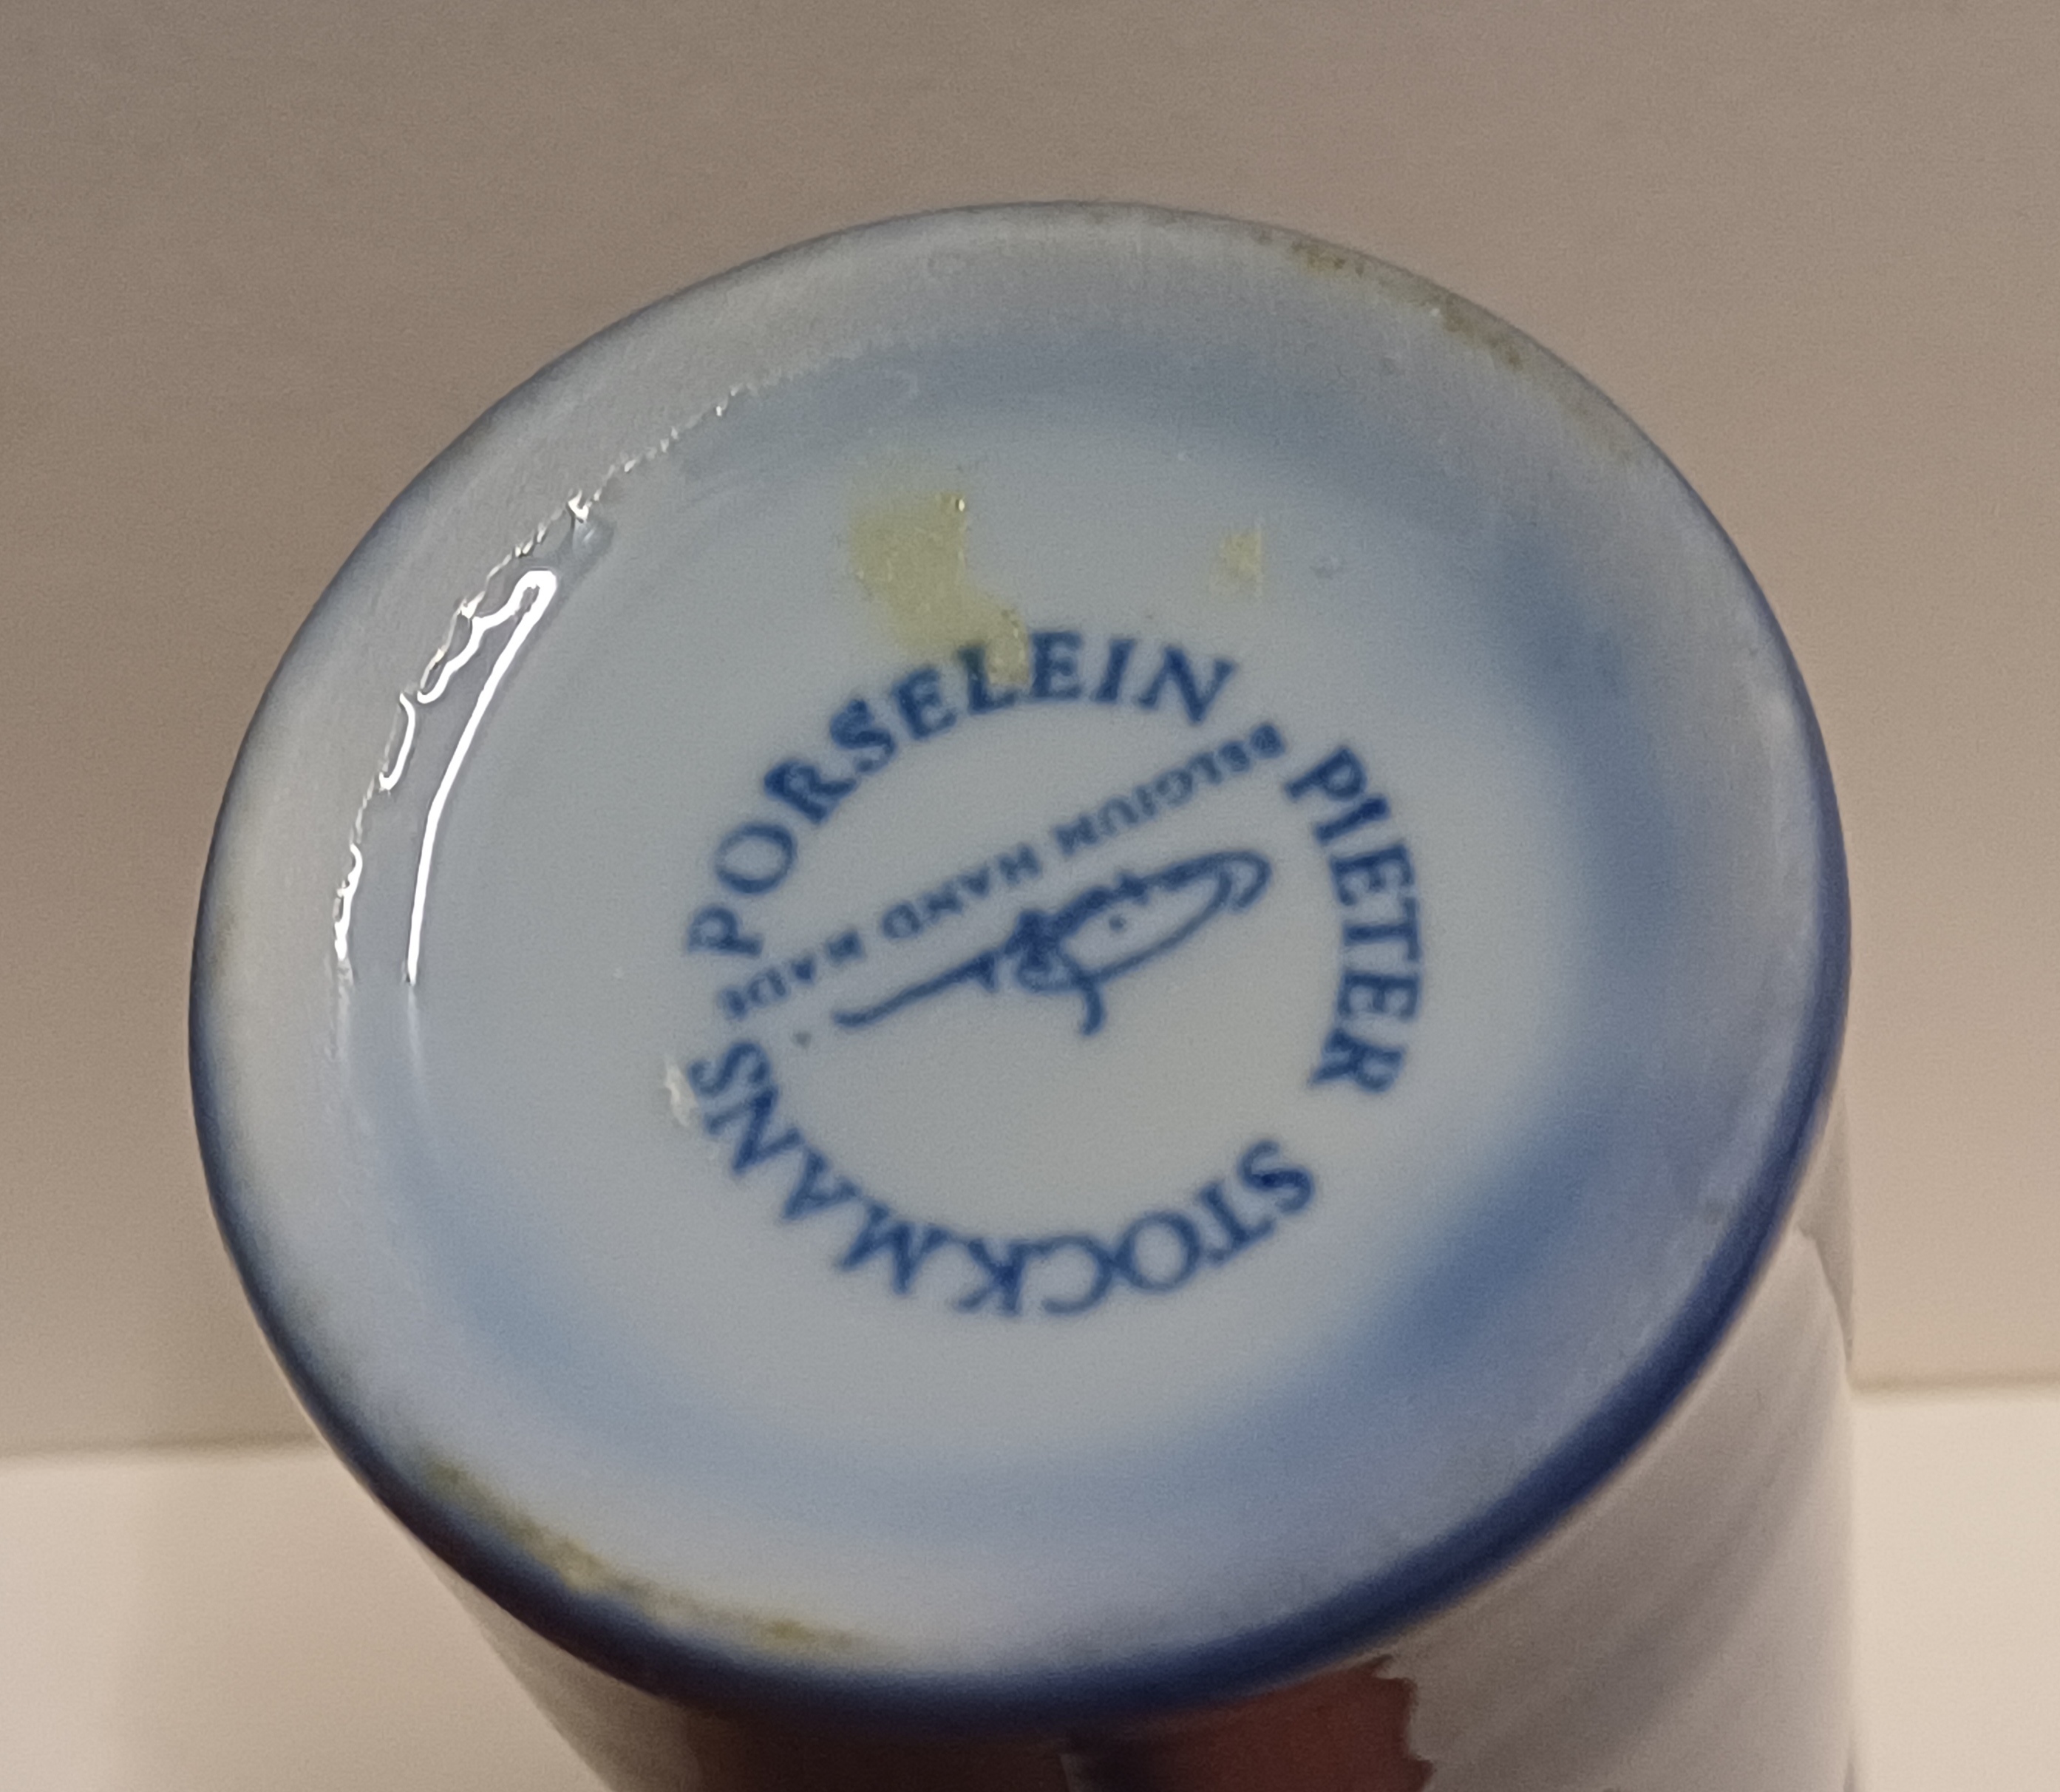 PIETER STOCKMANS PORSELEIN
BELGIUM HAND MADE